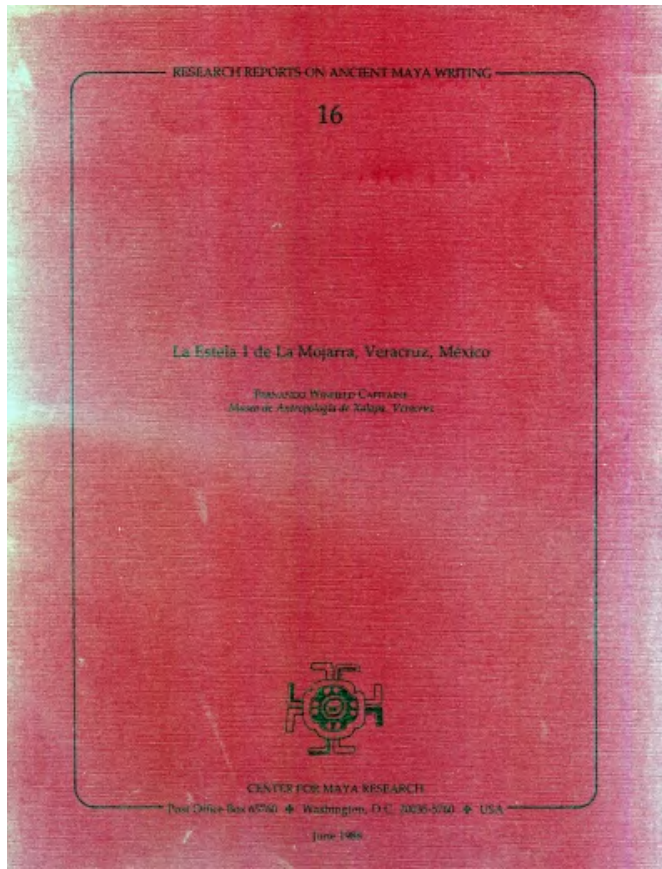 RESEARCH REPORTS ON ANCIENT MAYA WRITING
16
La Estela 1 de La Mojarra, Veracruz, México
FERNANDO WINFIELD CAPITAINE
Museo de Antropología de Xalapa, Veracruz
CENTER FOR MAYA RESEARCH
Post Office Box 65760 ✤ Washington, D.C. 20035-5760 ✤ USA
June 1988